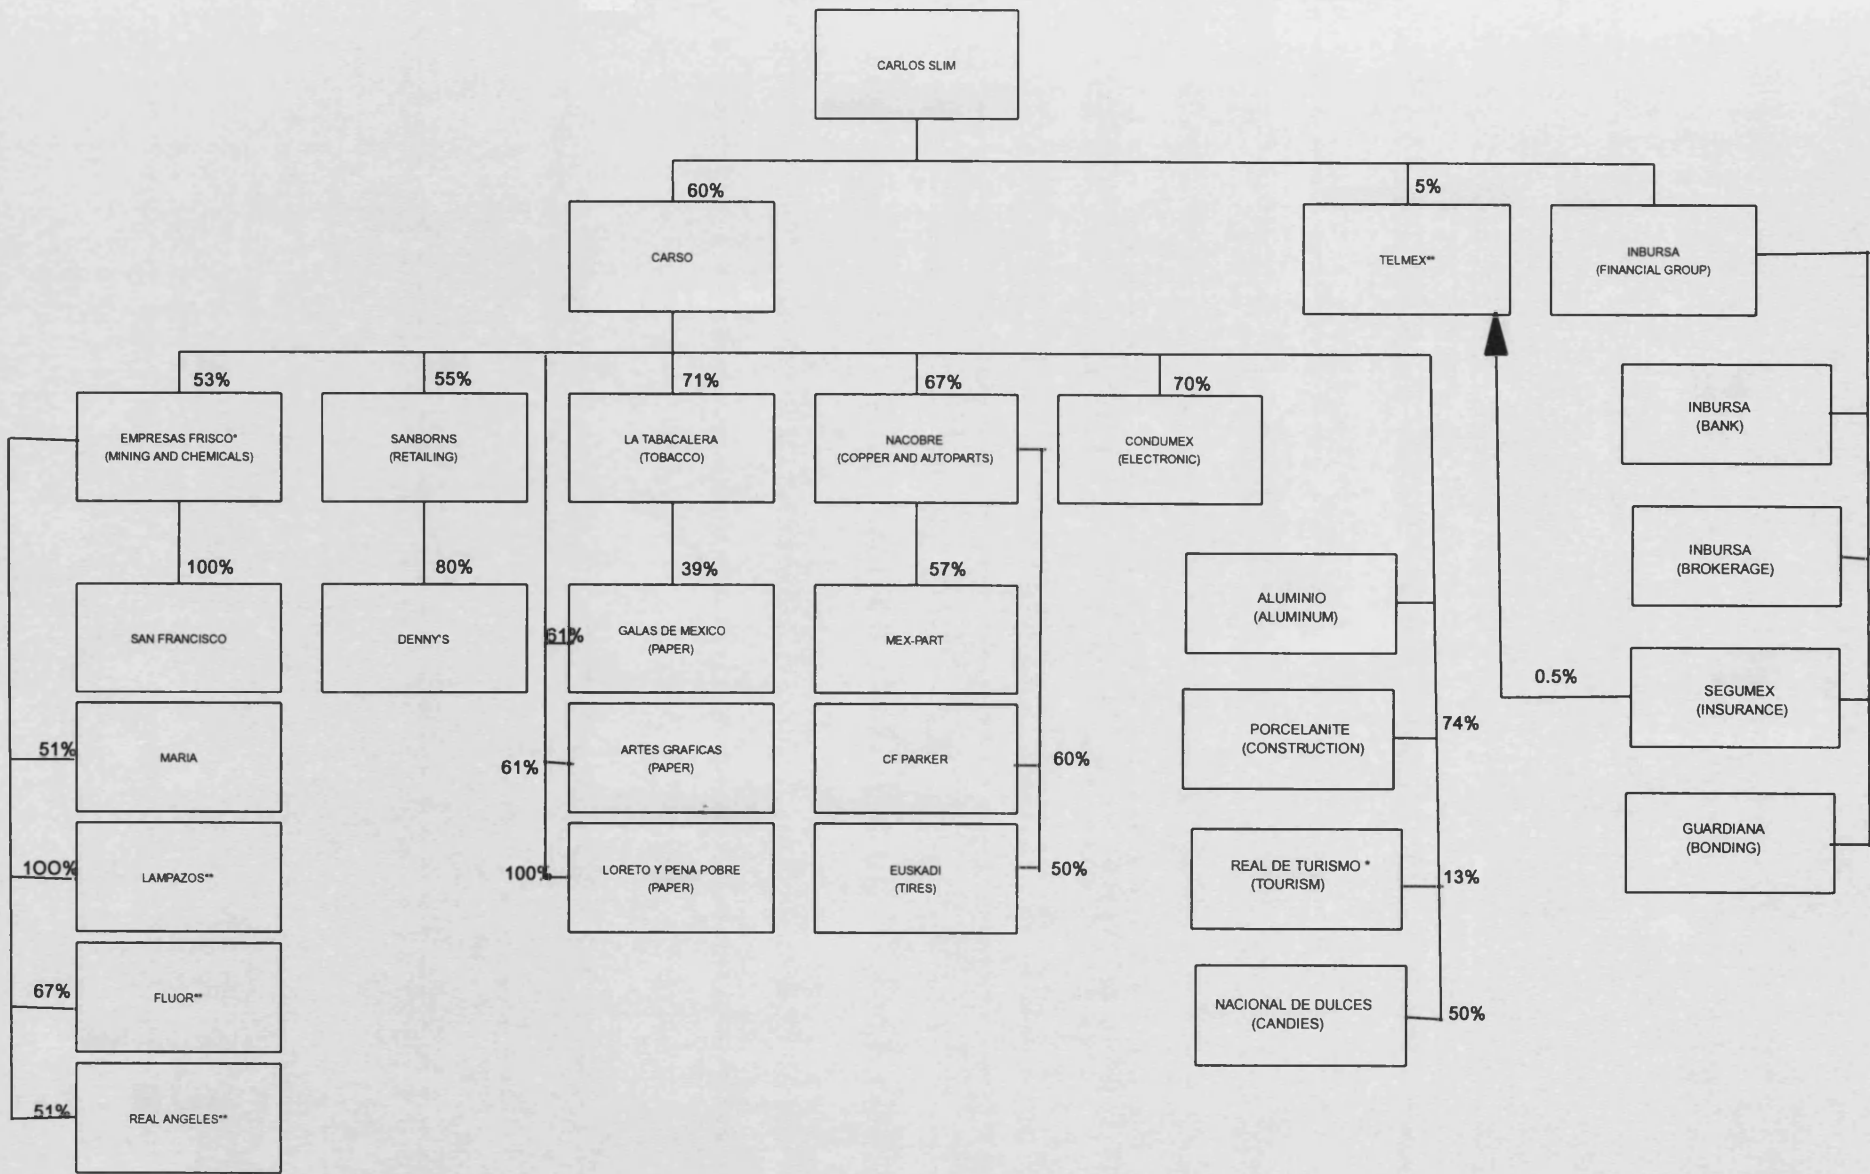 CARLOS SLIM
60%
5%
CARSO
TELMEX**
INBURSA
(FINANCIAL GROUP)
53%
55%
71%
67%
70%
EMPRESAS FRISCO*
(MINING AND CHEMICALS)
SANBORNS
(RETAILING)
LA TABACALERA
(TOBACCO)
NACOBRE
(COPPER AND AUTOPARTS)
CONDUMEX
(ELECTRONIC)
INBURSA
(BANK)
100%
80%
39%
57%
INBURSA
(BROKERAGE)
ALUMINIO
(ALUMINUM)
SAN FRANCISCO
DENNY'S
61%
GALAS DE MEXICO
(PAPER)
MEX-PART
0.5%
SEGUMEX
(INSURANCE)
51%
MARIA
61%
ARTES GRAFICAS
(PAPER)
CF PARKER
60%
PORCELANITE
(CONSTRUCTION)
74%
GUARDIANA
(BONDING)
100%
LAMPAZOS**
100%
LORETO Y PENA POBRE
(PAPER)
EUSKADI
(TIRES)
50%
REAL DE TURISMO *
(TOURISM)
13%
67%
FLUOR**
NACIONAL DE DULCES
(CANDIES)
50%
51%
REAL ANGELES**